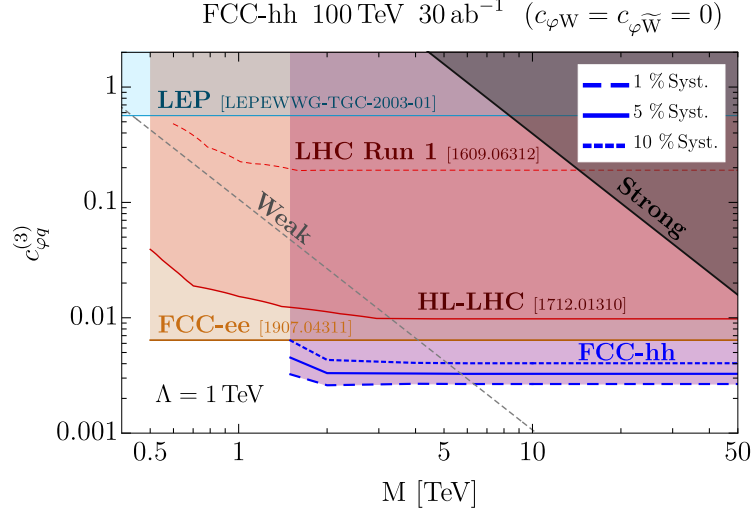 FCC-hh 100 TeV 30 ab⁻¹ (c_φW = c_φW̃ = 0)
1 % Syst.
5 % Syst.
10 % Syst.
LEP [LEPEWWG-TGC-2003-01]
LHC Run 1 [1609.06312]
Weak
Strong
HL-LHC [1712.01310]
FCC-ee [1907.04311]
FCC-hh
Λ = 1 TeV
1
0.1
0.01
0.001
c_φq^(3)
0.5 1 5 10 50
M [TeV]